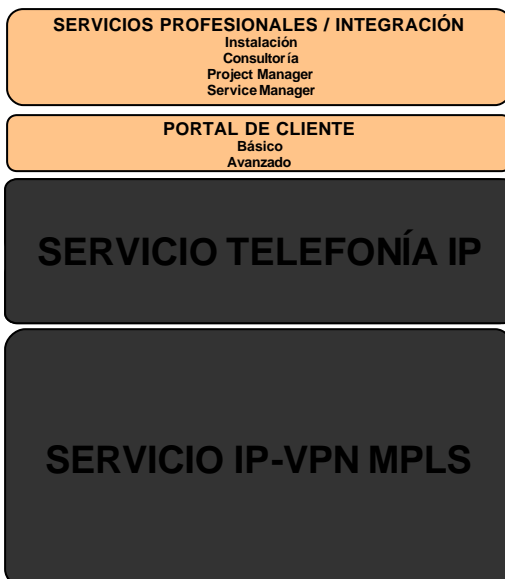 SERVICIOS PROFESIONALES / INTEGRACIÓN
Instalación
Consultoría
Project Manager
Service Manager
PORTAL DE CLIENTE
Básico
Avanzado
SERVICIO TELEFONÍA IP
SERVICIO IP-VPN MPLS